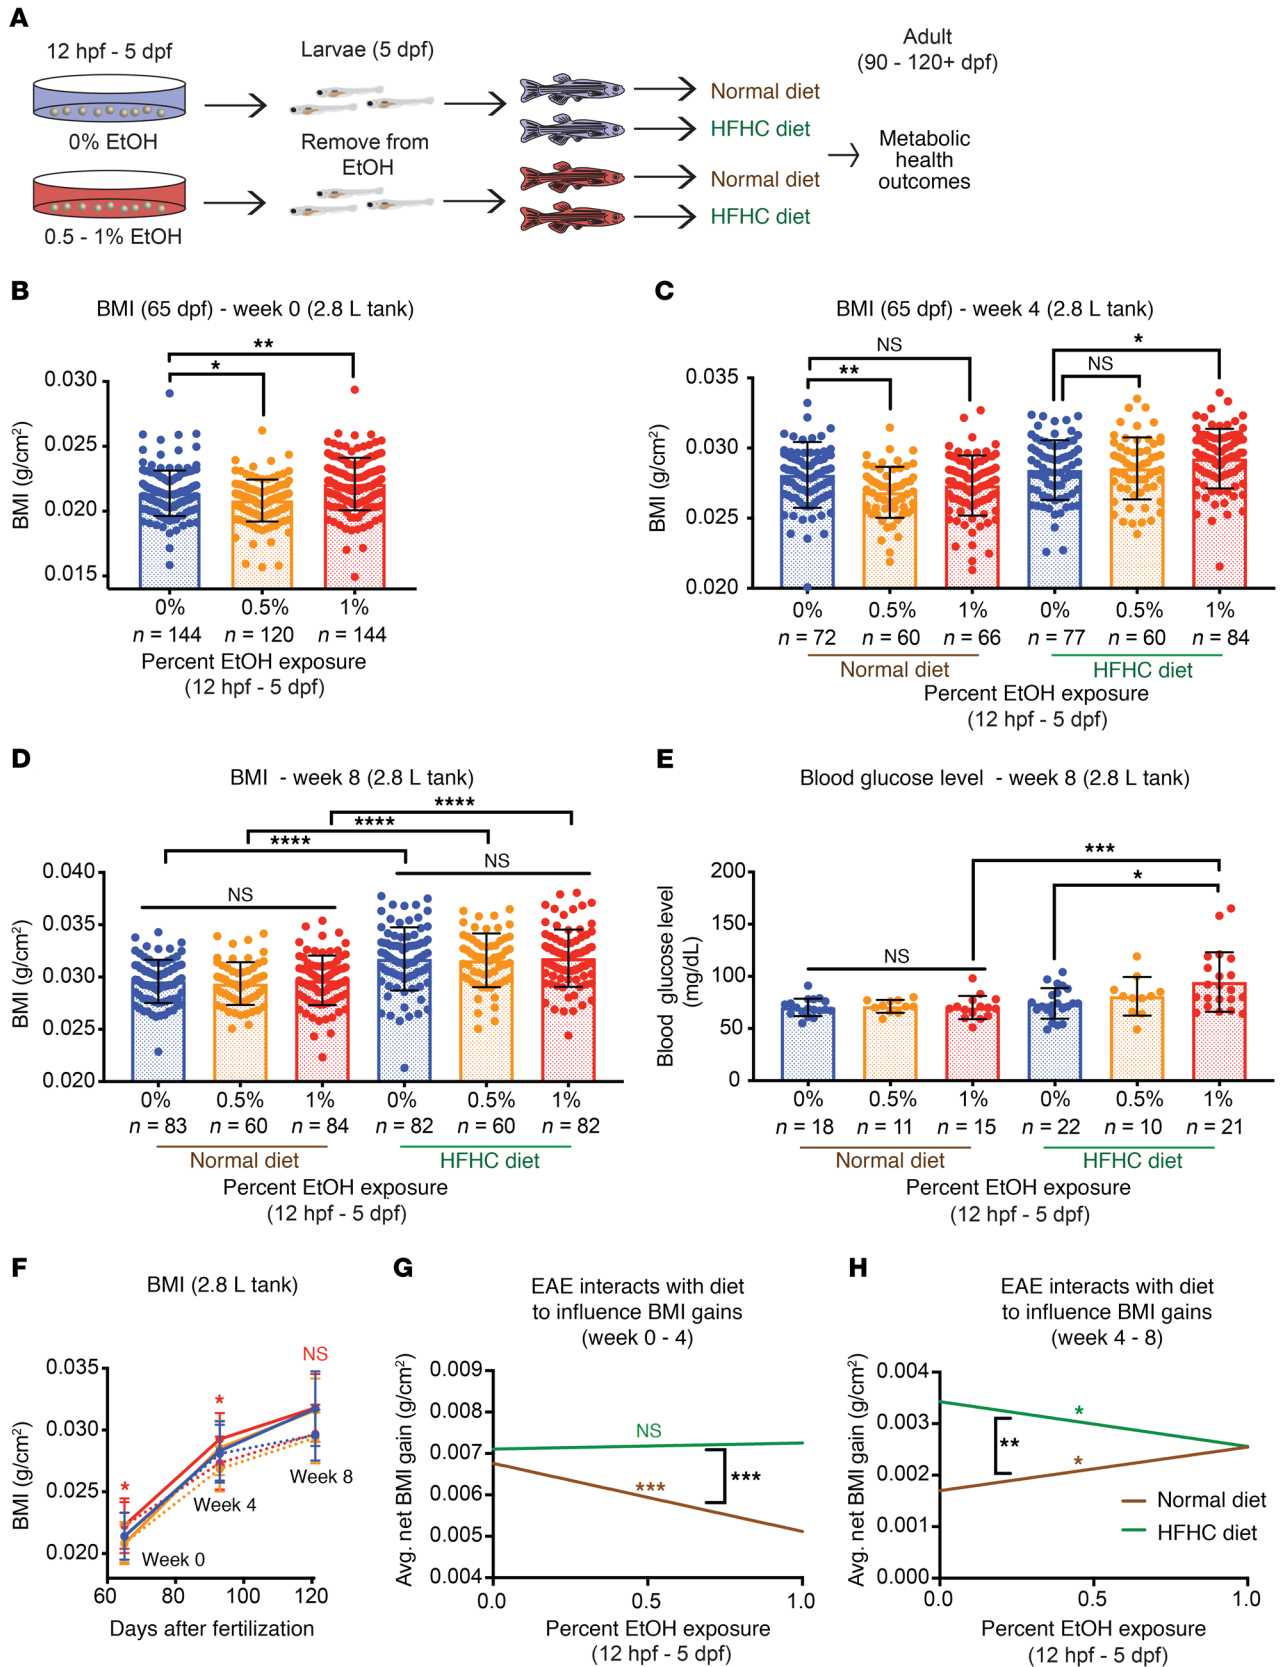 A
12 hpf - 5 dpf
Larvae (5 dpf)
Adult
(90 - 120+ dpf)
Normal diet
0% EtOH
Remove from
EtOH
HFHC diet
Metabolic
health
outcomes
Normal diet
HFHC diet
0.5 - 1% EtOH
B
BMI (65 dpf) - week 0 (2.8 L tank)
**
*
BMI (g/cm²)
0.030
0.025
0.020
0.015
0% 0.5% 1%
n = 144 n = 120 n = 144
Percent EtOH exposure
(12 hpf - 5 dpf)
C
BMI (65 dpf) - week 4 (2.8 L tank)
NS *
** NS
BMI (g/cm²)
0.035
0.030
0.025
0.020
0% 0.5% 1% 0% 0.5% 1%
n = 72 n = 60 n = 66 n = 77 n = 60 n = 84
Normal diet HFHC diet
Percent EtOH exposure
(12 hpf - 5 dpf)
D
BMI - week 8 (2.8 L tank)
****
****
****
NS
NS
BMI (g/cm²)
0.040
0.035
0.030
0.025
0.020
0% 0.5% 1% 0% 0.5% 1%
n = 83 n = 60 n = 84 n = 82 n = 60 n = 82
Normal diet HFHC diet
Percent EtOH exposure
(12 hpf - 5 dpf)
E
Blood glucose level - week 8 (2.8 L tank)
***
*
NS
Blood glucose level
(mg/dL)
200
150
100
50
0
0% 0.5% 1% 0% 0.5% 1%
n = 18 n = 11 n = 15 n = 22 n = 10 n = 21
Normal diet HFHC diet
Percent EtOH exposure
(12 hpf - 5 dpf)
F
BMI (2.8 L tank)
NS
*
*
BMI (g/cm²)
0.035
0.030
0.025
0.020
Week 8
Week 4
Week 0
60 80 100 120
Days after fertilization
G
EAE interacts with diet
to influence BMI gains
(week 0 - 4)
Avg. net BMI gain (g/cm²)
0.009
0.008
0.007
0.006
0.005
0.004
NS
***
***
0.0 0.5 1.0
Percent EtOH exposure
(12 hpf - 5 dpf)
H
EAE interacts with diet
to influence BMI gains
(week 4 - 8)
Avg. net BMI gain (g/cm²)
0.004
0.003
0.002
0.001
0.000
*
**
*
Normal diet
HFHC diet
0.0 0.5 1.0
Percent EtOH exposure
(12 hpf - 5 dpf)